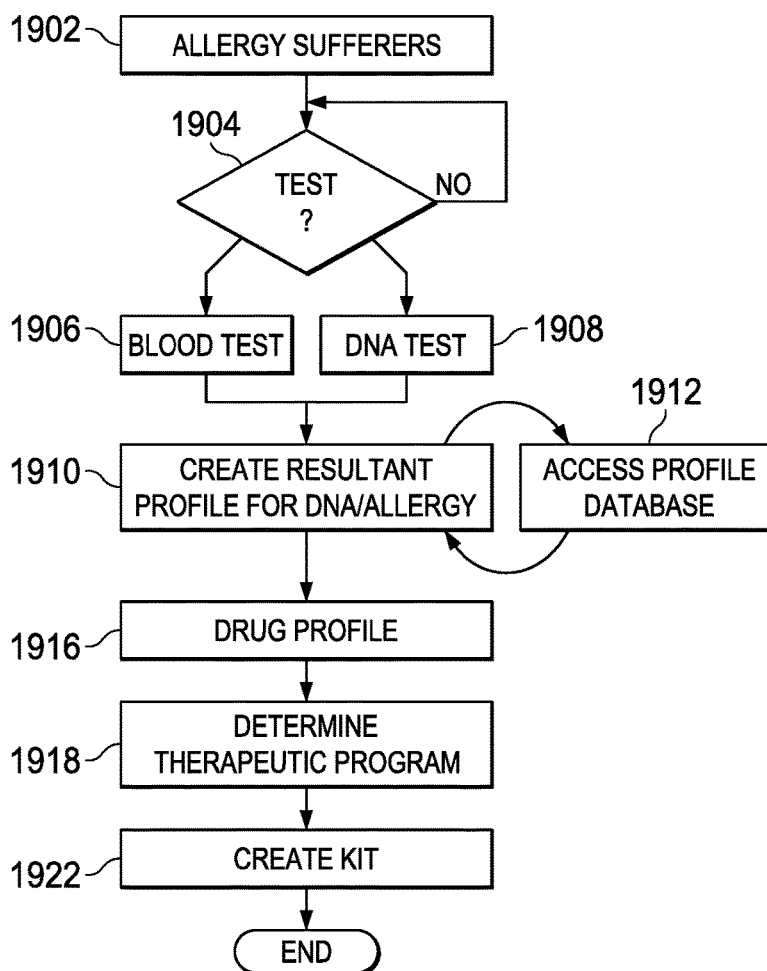 1902
ALLERGY SUFFERERS
1904
TEST
?
NO
1906
BLOOD TEST
DNA TEST
1908
1910
CREATE RESULTANT
PROFILE FOR DNA/ALLERGY
1912
ACCESS PROFILE
DATABASE
1916
DRUG PROFILE
1918
DETERMINE
THERAPEUTIC PROGRAM
1922
CREATE KIT
END